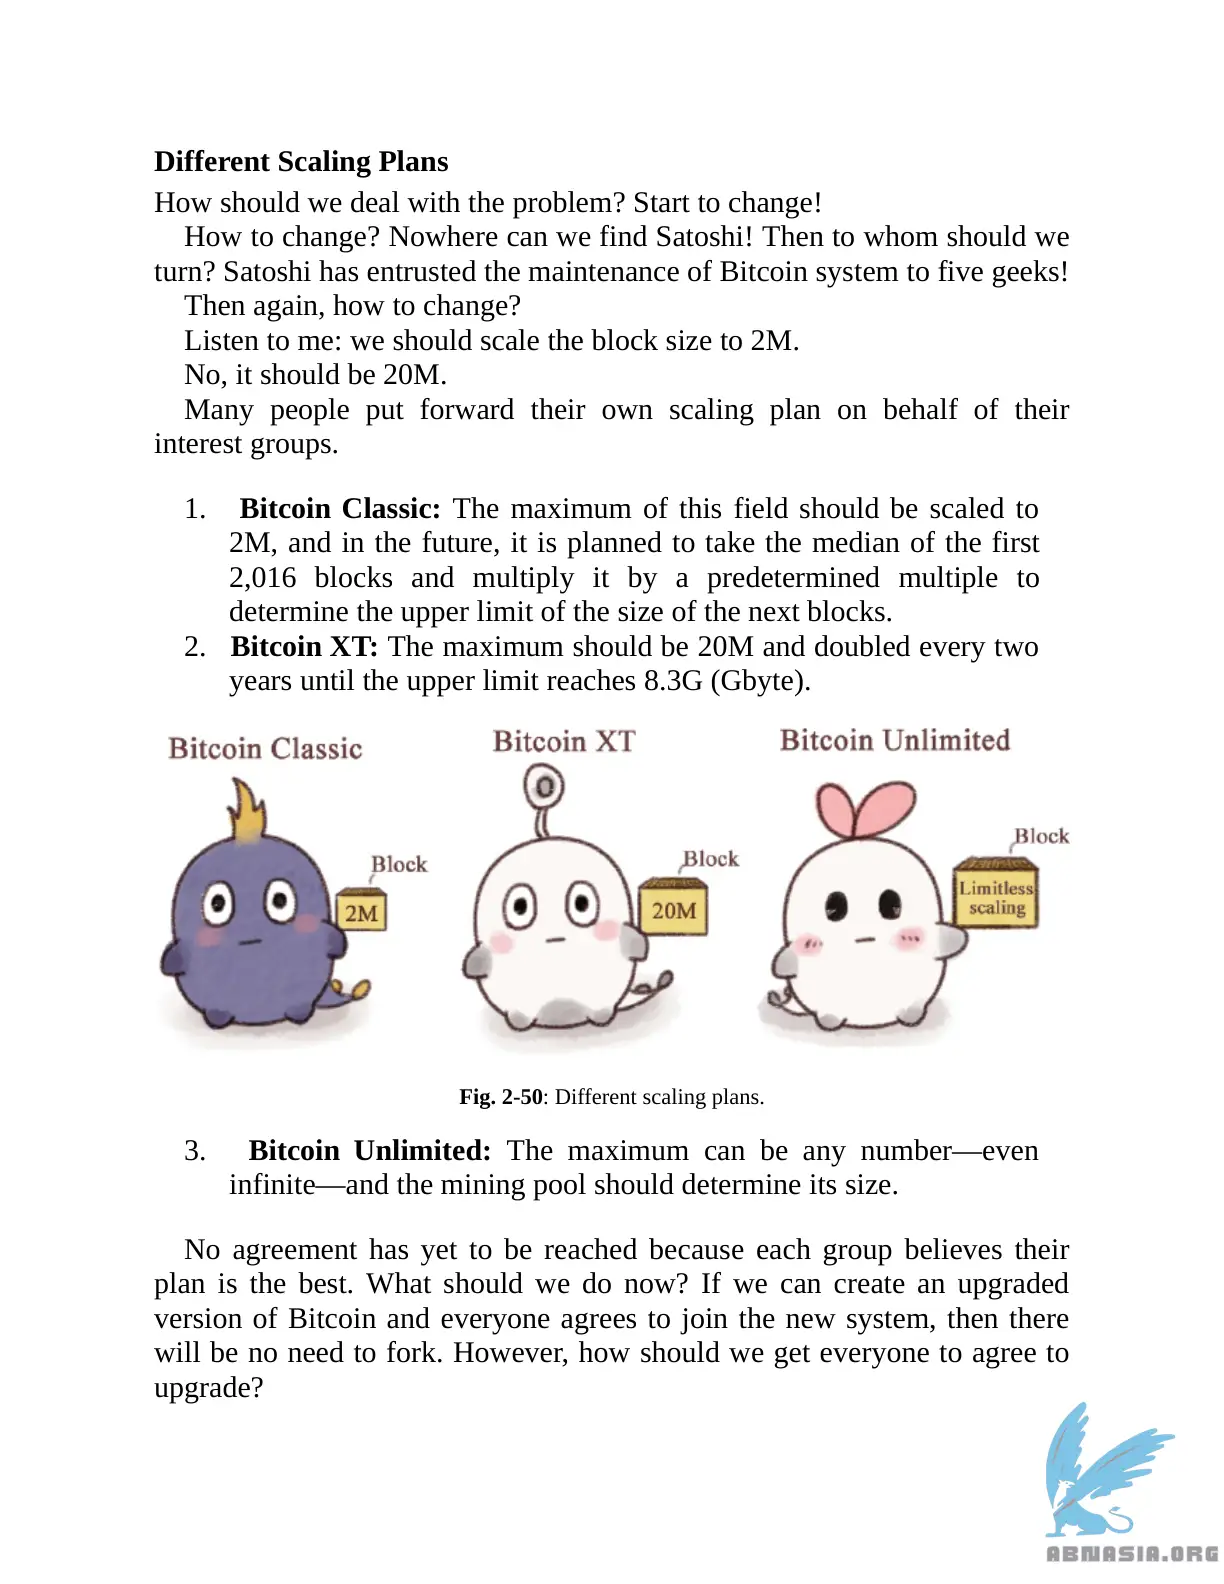 Different Scaling Plans
How should we deal with the problem? Start to change!
How to change? Nowhere can we find Satoshi! Then to whom should we
turn? Satoshi has entrusted the maintenance of Bitcoin system to five geeks!
Then again, how to change?
Listen to me: we should scale the block size to 2M.
No, it should be 20M.
Many people put forward their own scaling plan on behalf of their
interest groups.
1. Bitcoin Classic: The maximum of this field should be scaled to
2M, and in the future, it is planned to take the median of the first
2,016 blocks and multiply it by a predetermined multiple to
determine the upper limit of the size of the next blocks.
2. Bitcoin XT: The maximum should be 20M and doubled every two
years until the upper limit reaches 8.3G (Gbyte).
Bitcoin Classic
Block
2M
Bitcoin XT
Block
20M
Bitcoin Unlimited
Block
Limitless
scaling
Fig. 2-50: Different scaling plans.
3. Bitcoin Unlimited: The maximum can be any number—even
infinite—and the mining pool should determine its size.
No agreement has yet to be reached because each group believes their
plan is the best. What should we do now? If we can create an upgraded
version of Bitcoin and everyone agrees to join the new system, then there
will be no need to fork. However, how should we get everyone to agree to
upgrade?
ABNASIA.ORG